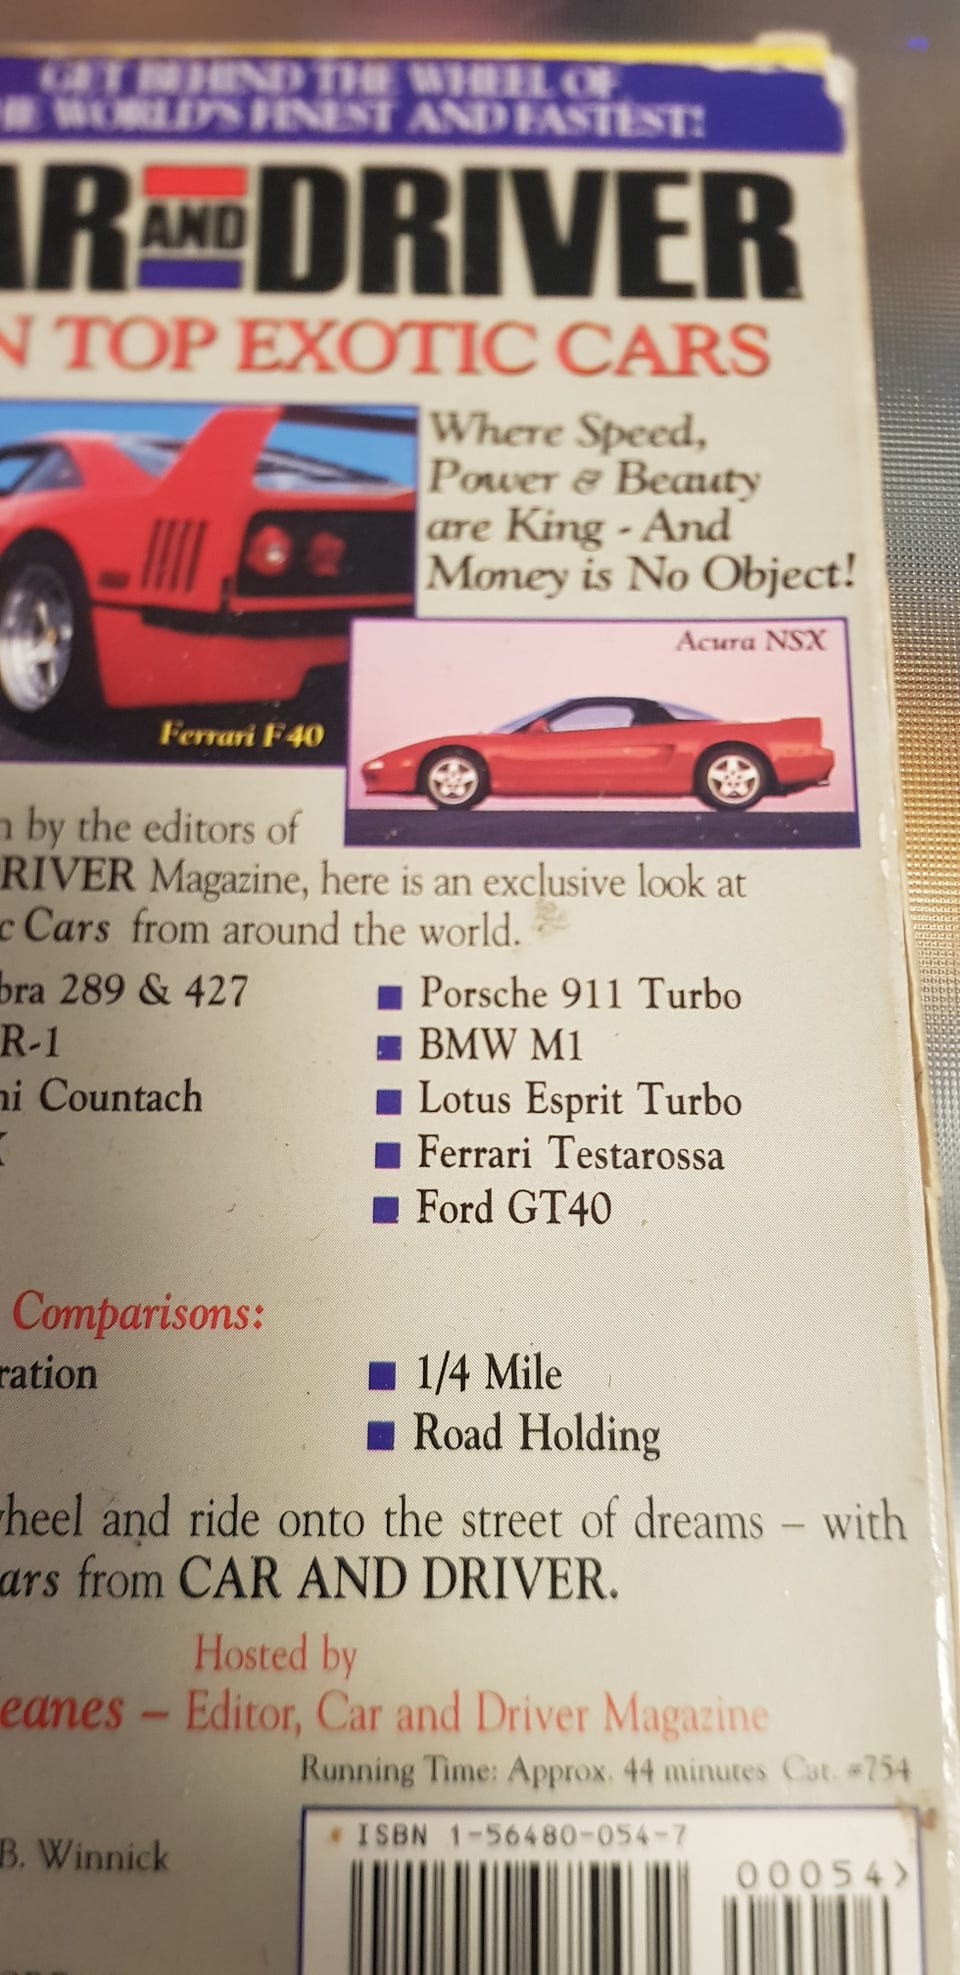 GET BEHIND THE WHEEL OF
WORLD'S FINEST AND FASTEST!
AR AND DRIVER
N TOP EXOTIC CARS
Where Speed,
Power & Beauty
are King - And
Money is No Object!
Acura NSX
Ferrari F40
n by the editors of
RIVER Magazine, here is an exclusive look at
c Cars from around the world.
bra 289 & 427
R-1
ni Countach
Porsche 911 Turbo
BMW M1
Lotus Esprit Turbo
Ferrari Testarossa
Ford GT40
Comparisons:
ration
1/4 Mile
Road Holding
heel and ride onto the street of dreams – with
ars from CAR AND DRIVER.
Hosted by
eanes – Editor, Car and Driver Magazine
Running Time: Approx. 44 minutes Cat. #754
B. Winnick
ISBN 1-56480-054-7
00054>